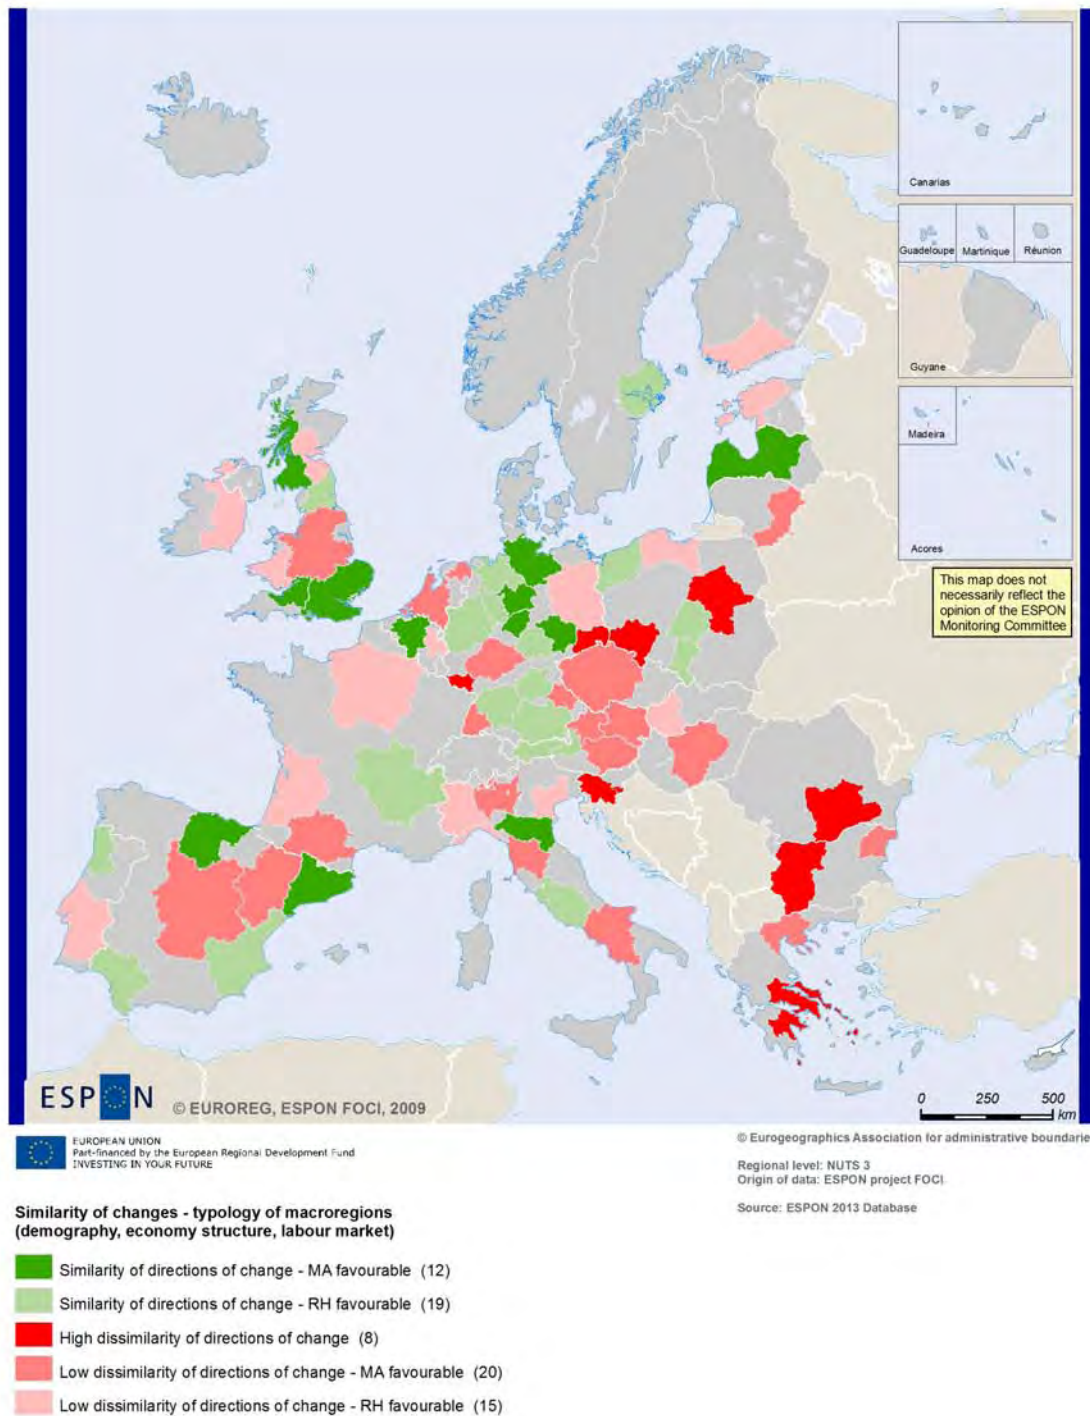 Canarias
Guadeloupe
Martinique
Réunion
Guyane
Madeira
Acores
This map does not
necessarily reflect the
opinion of the ESPON
Monitoring Committee
ESPON
© EUROREG, ESPON FOCI, 2009
0 250 500
km
EUROPEAN UNION
Part-financed by the European Regional Development Fund
INVESTING IN YOUR FUTURE
© Eurogeographics Association for administrative boundarie
Regional level: NUTS 3
Origin of data: ESPON project FOCI
Source: ESPON 2013 Database
Similarity of changes - typology of macroregions
(demography, economy structure, labour market)
Similarity of directions of change - MA favourable (12)
Similarity of directions of change - RH favourable (19)
High dissimilarity of directions of change (8)
Low dissimilarity of directions of change - MA favourable (20)
Low dissimilarity of directions of change - RH favourable (15)